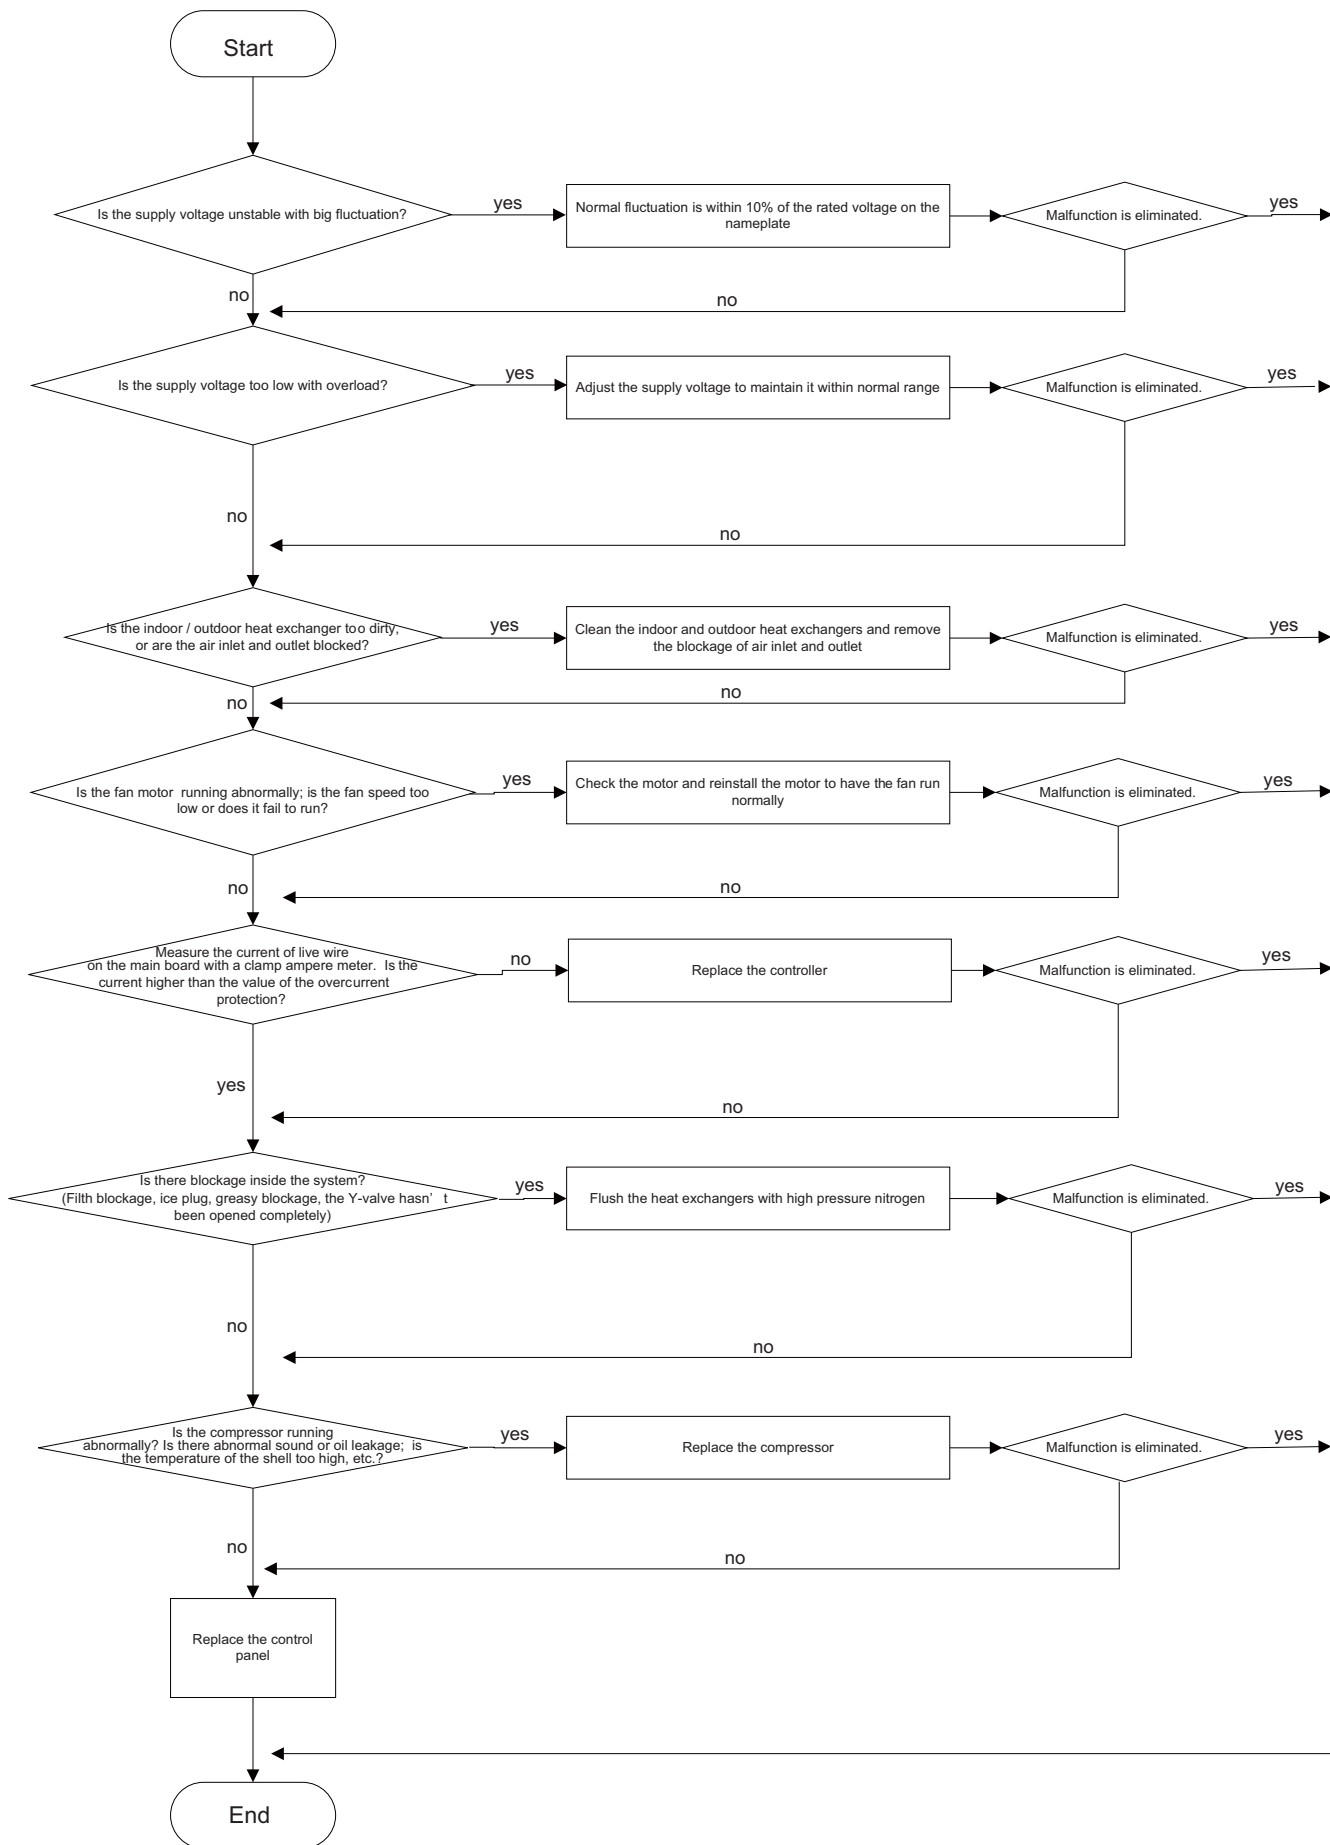 Start
Is the supply voltage unstable with big fluctuation?
yes
Normal fluctuation is within 10% of the rated voltage on the
nameplate
Malfunction is eliminated.
yes
no
no
Is the supply voltage too low with overload?
yes
Adjust the supply voltage to maintain it within normal range
Malfunction is eliminated.
yes
no
no
Is the indoor / outdoor heat exchanger too dirty,
or are the air inlet and outlet blocked?
yes
Clean the indoor and outdoor heat exchangers and remove
the blockage of air inlet and outlet
Malfunction is eliminated.
yes
no
no
Is the fan motor running abnormally; is the fan speed too
low or does it fail to run?
yes
Check the motor and reinstall the motor to have the fan run
normally
Malfunction is eliminated.
yes
no
no
Measure the current of live wire
on the main board with a clamp ampere meter. Is the
current higher than the value of the overcurrent
protection?
no
Replace the controller
Malfunction is eliminated.
yes
yes
no
Is there blockage inside the system?
(Filth blockage, ice plug, greasy blockage, the Y-valve hasn' t
been opened completely)
yes
Flush the heat exchangers with high pressure nitrogen
Malfunction is eliminated.
yes
no
no
Is the compressor running
abnormally? Is there abnormal sound or oil leakage; is
the temperature of the shell too high, etc.?
yes
Replace the compressor
Malfunction is eliminated.
yes
no
no
Replace the control
panel
End